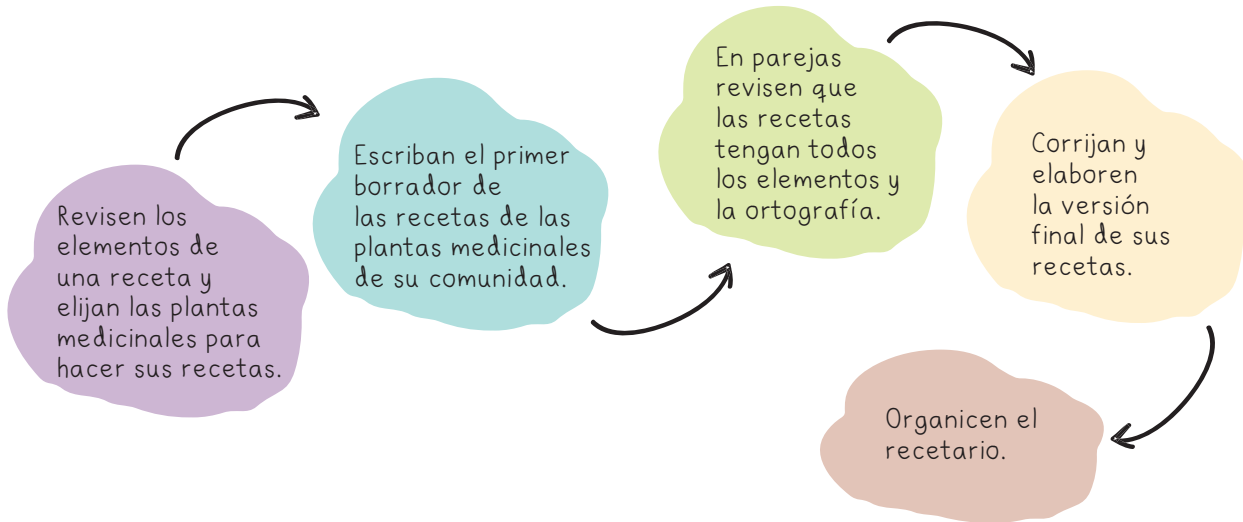 Revisen los
elementos de
una receta y
elijan las plantas
medicinales para
hacer sus recetas.
Escriban el primer
borrador de
las recetas de las
plantas medicinales
de su comunidad.
En parejas
revisen que
las recetas
tengan todos
los elementos y
la ortografía.
Corrijan y
elaboren
la versión
final de sus
recetas.
Organicen el
recetario.